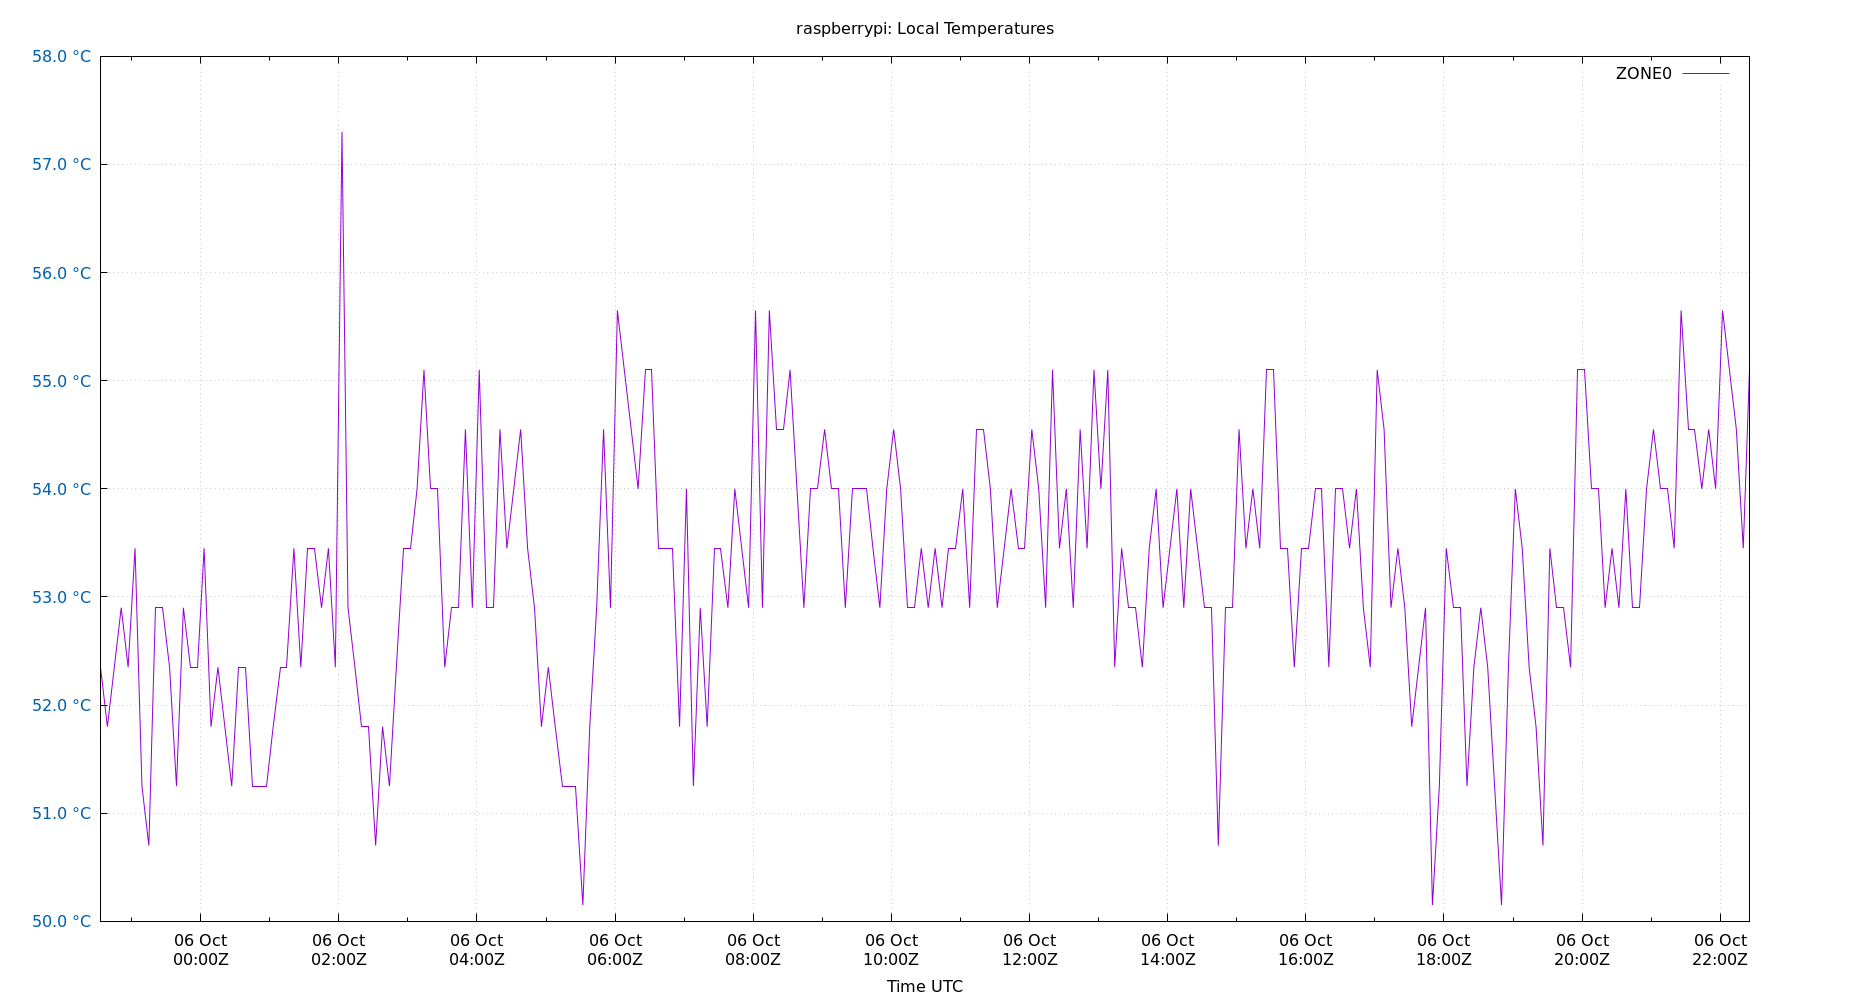 raspberrypi: Local Temperatures
58.0 °C
ZONE0
57.0 °C
56.0 °C
55.0 °C
54.0 °C
53.0 °C
52.0 °C
51.0 °C
50.0 °C
06 Oct 06 Oct 06 Oct 06 Oct 06 Oct 06 Oct 06 Oct 06 Oct 06 Oct 06 Oct 06 Oct 06 Oct
00:00Z 02:00Z 04:00Z 06:00Z 08:00Z 10:00Z 12:00Z 14:00Z 16:00Z 18:00Z 20:00Z 22:00Z
Time UTC